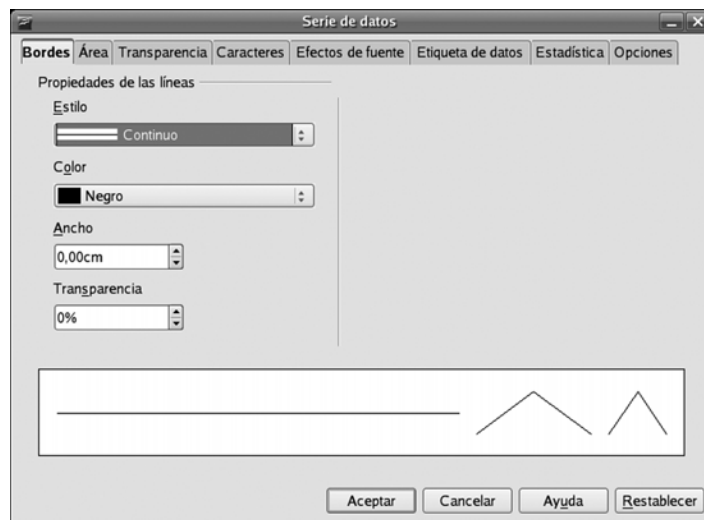 Serie de datos
Bordes Área Transparencia Caracteres Efectos de fuente Etiqueta de datos Estadística Opciones
Propiedades de las líneas
Estilo
Continuo
Color
Negro
Ancho
0,00cm
Transparencia
0%
Aceptar Cancelar Ayuda Restablecer